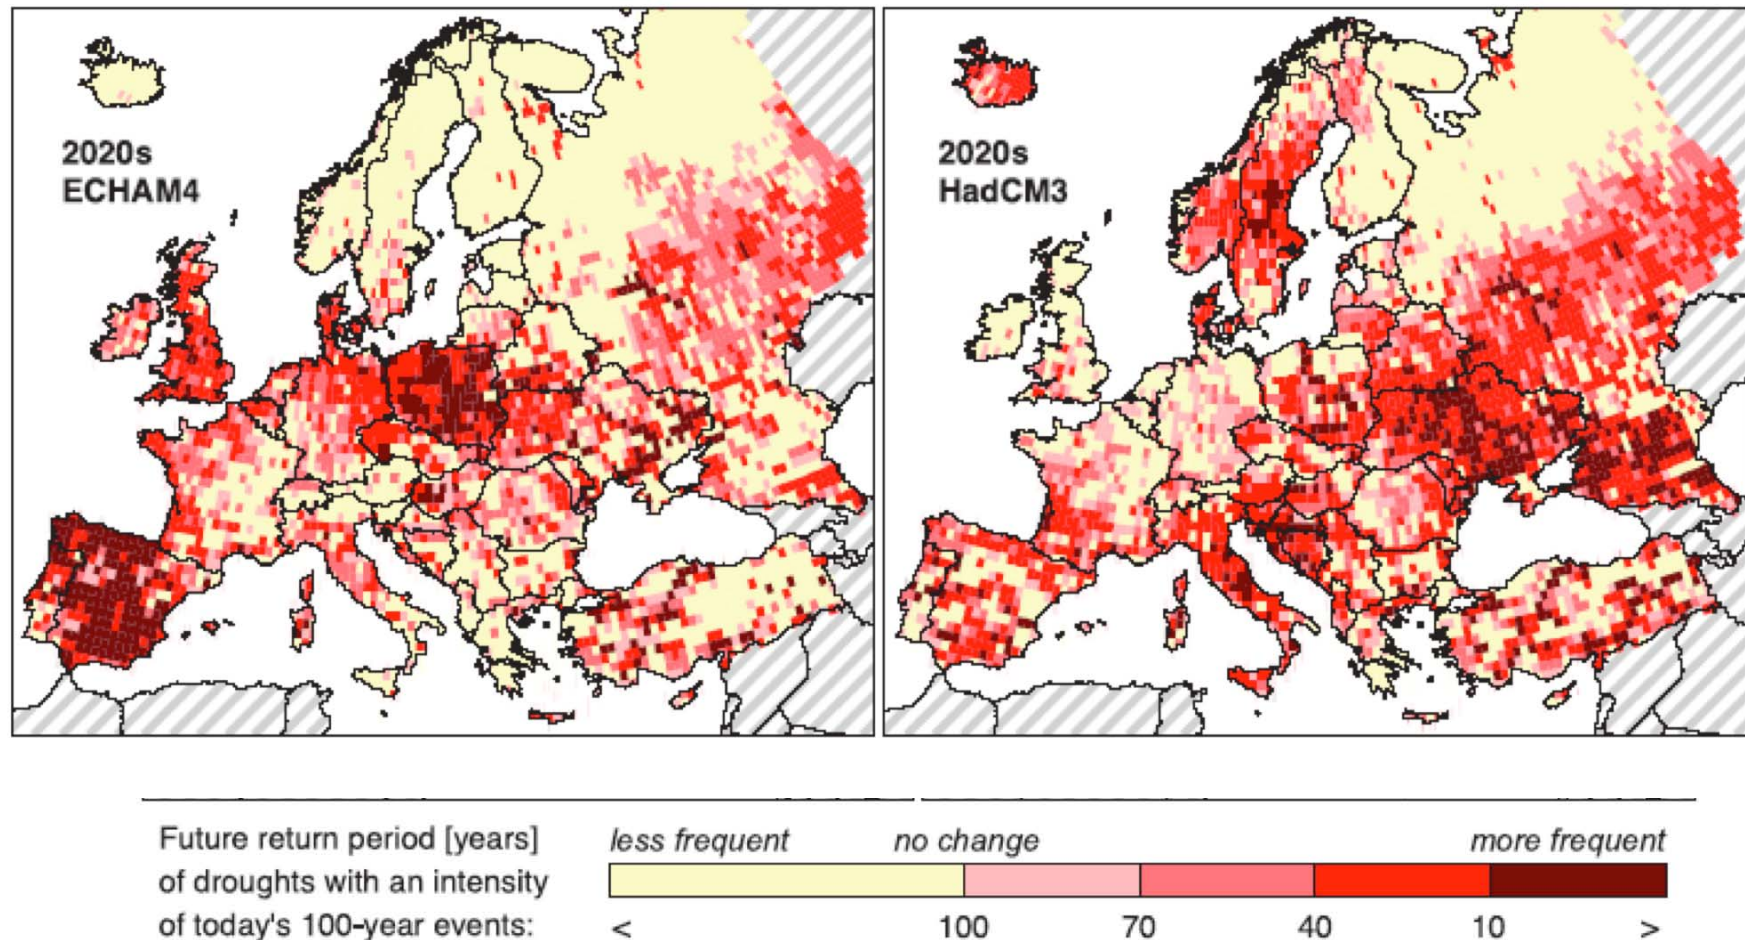 2020s
ECHAM4
2020s
HadCM3
Future return period [years]
of droughts with an intensity
of today's 100-year events:
less frequent no change more frequent
< 100 70 40 10 >